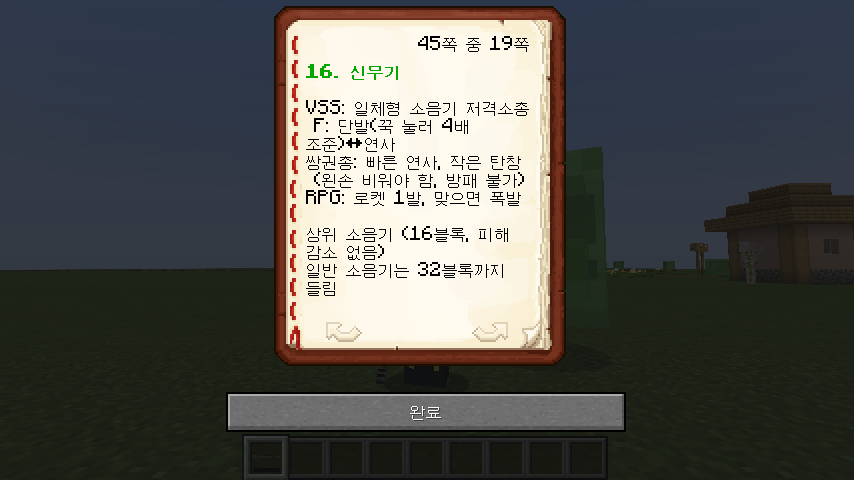 45쪽 중 19쪽
16. 신무기
VSS: 일체형 소음기 저격소총
F: 단발(꾹 눌러 4배
조준)↔연사
쌍권총: 빠른 연사, 작은 탄창
(왼손 비워야 함, 방패 불가)
RPG: 로켓 1발, 맞으면 폭발
상위 소음기 (16블록, 피해
감소 없음)
일반 소음기는 32블록까지
들림
완료